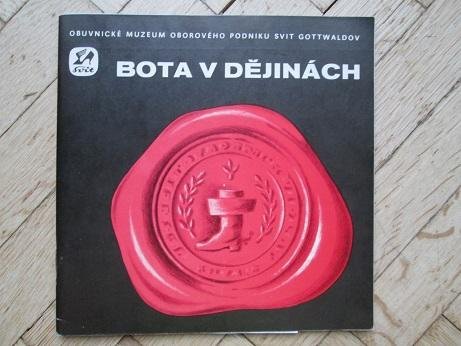 OBUVNICKÉ MUZEUM OBOROVÉHO PODNIKU SVIT GOTTWALDOV
svit
BOTA V DĚJINÁCH